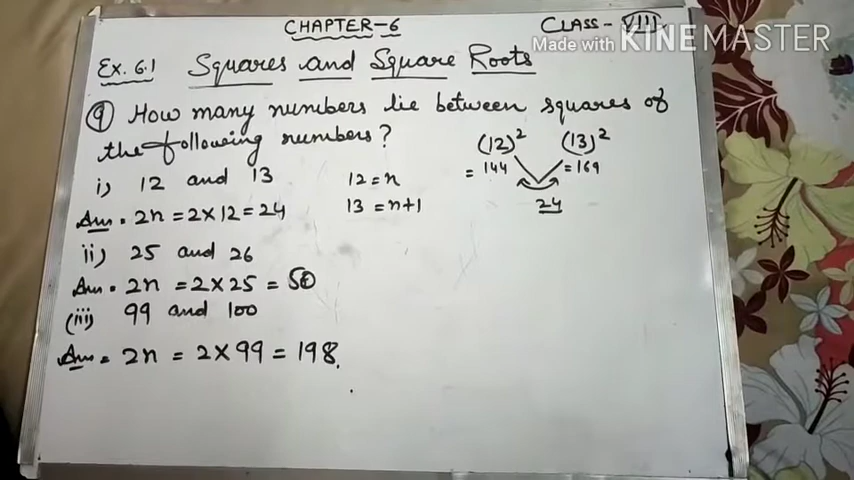 CHAPTER-6
CLASS- VIII.
Made with KINEMASTER
Ex. 6.1 Squares and Square Roots
9 How many numbers lie between squares of
the following numbers?
i) 12 and 13
Ans. 2n = 2×12 = 24
12 = n
13 = n+1
(12)² (13)²
= 144 = 169
24
ii) 25 and 26
Ans. 2n = 2×25 = 50
(iii) 99 and 100
Ans = 2n = 2×99 = 198.